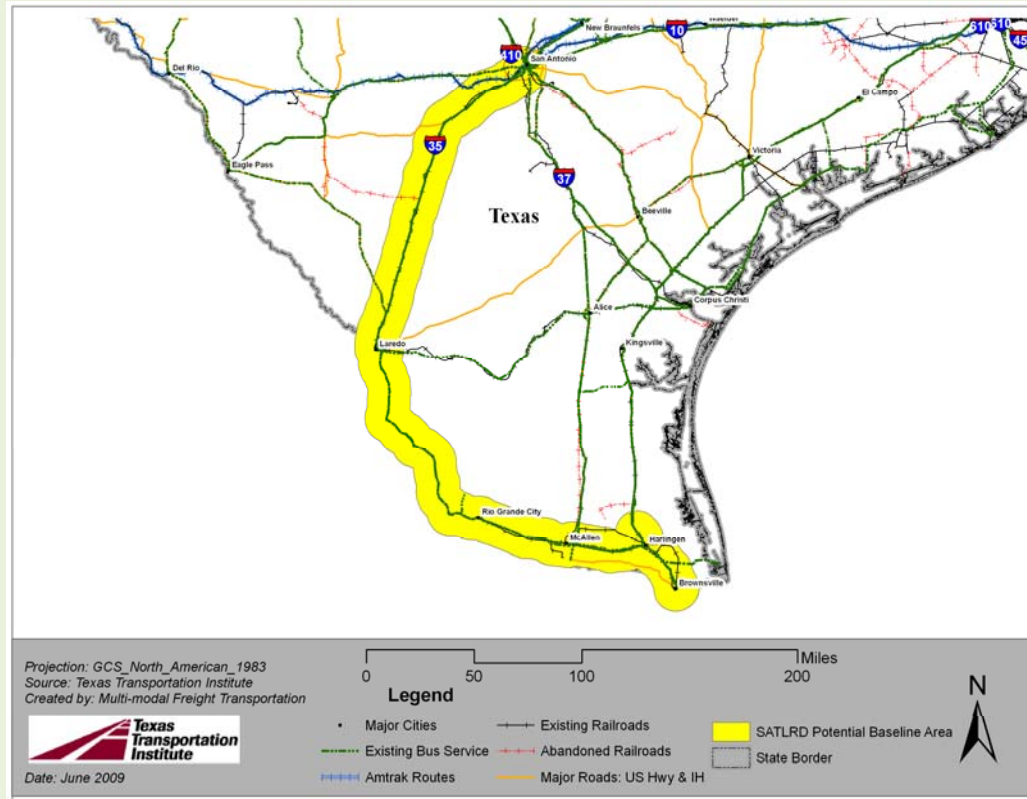 New Braunfels
10
610
610
45
410
San Antonio
Del Rio
El Campo
35
Victoria
Eagle Pass
37
Texas
Beeville
Corpus Christi
Alice
Laredo
Kingsville
Rio Grande City
McAllen
Harlingen
Brownsville
Projection: GCS_North_American_1983
Source: Texas Transportation Institute
Created by: Multi-modal Freight Transportation
0 50 100 200 Miles
Legend
Major Cities
Existing Bus Service
Amtrak Routes
Existing Railroads
Abandoned Railroads
Major Roads: US Hwy & IH
SATLRD Potential Baseline Area
State Border
N
Texas
Transportation
Institute
Date: June 2009